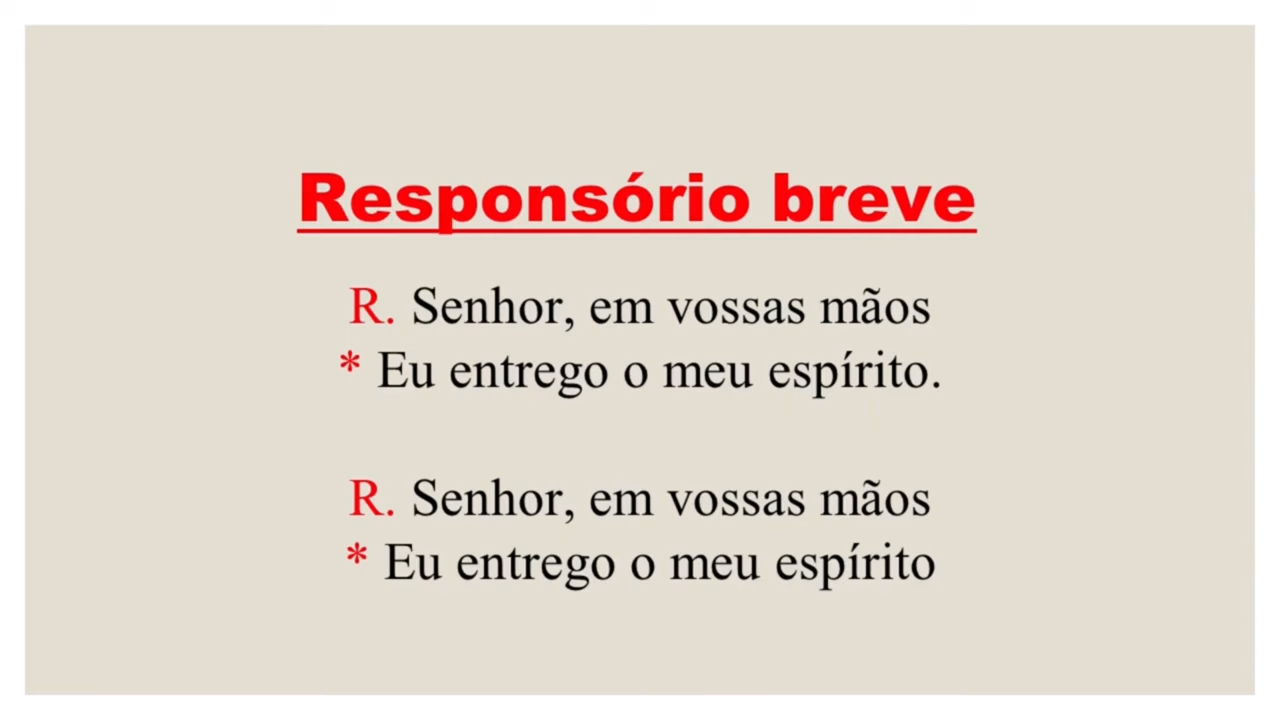 Responsório breve
R. Senhor, em vossas mãos
* Eu entrego o meu espírito.
R. Senhor, em vossas mãos
* Eu entrego o meu espírito